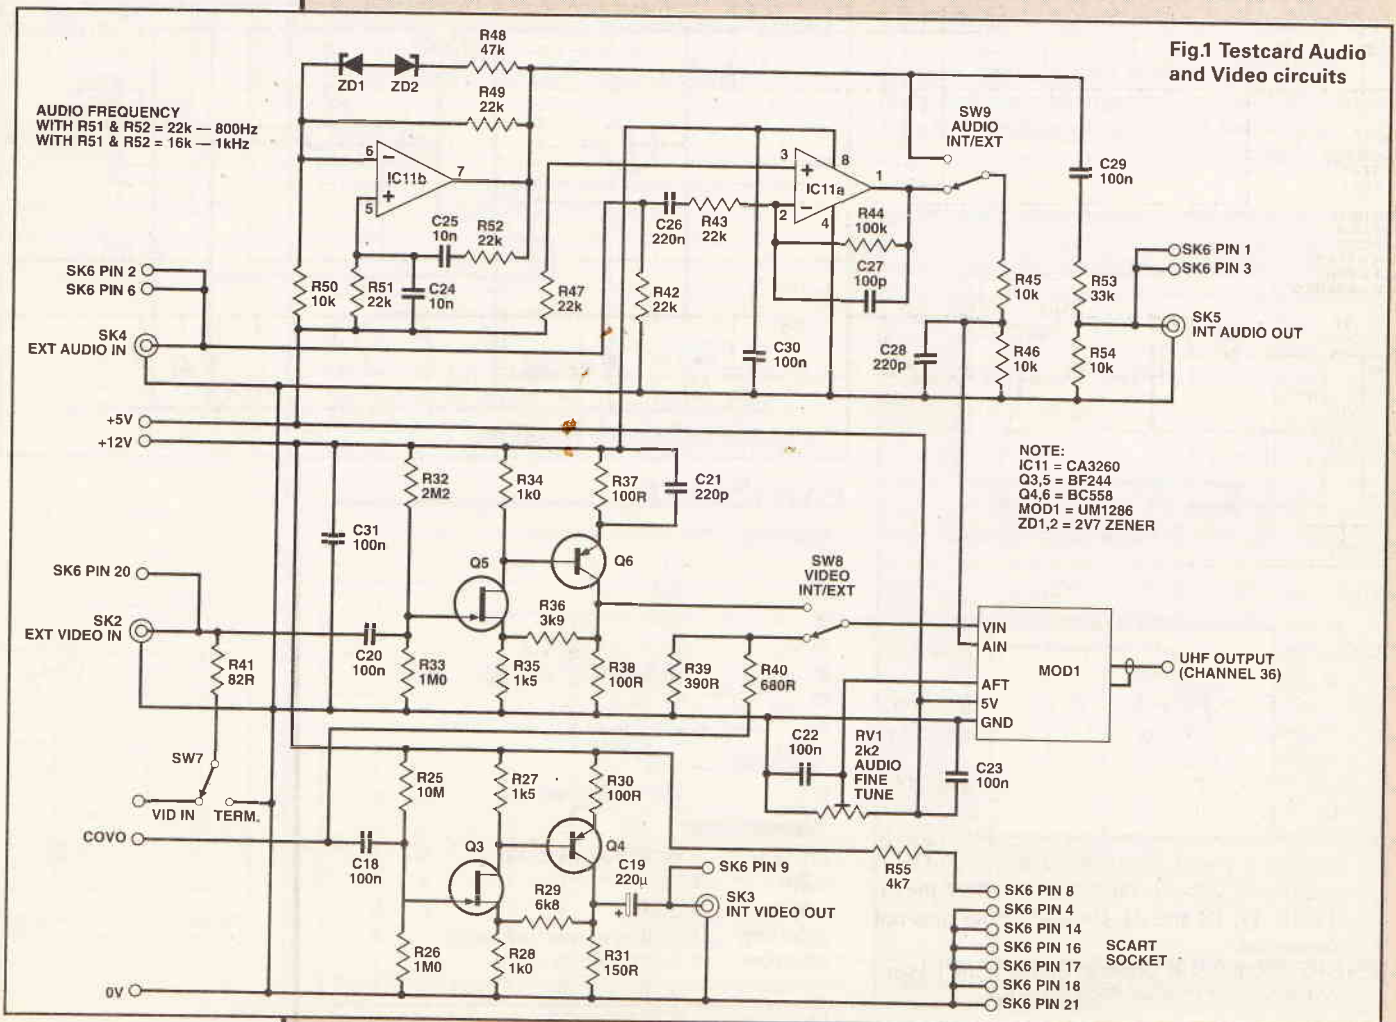 Fig.1 Testcard Audio
and Video circuits
AUDIO FREQUENCY
WITH R51 & R52 = 22k — 800Hz
WITH R51 & R52 = 16k — 1kHz
ZD1
ZD2
R48
47k
R49
22k
6
−
IC11b
7
+
5
C25
10n
R52
22k
R50
10k
R51
22k
C24
10n
R47
22k
R42
22k
C26
220n
R43
22k
3
+
8
IC11a
1
2
−
4
R44
100k
C27
100p
C30
100n
SW9
AUDIO
INT/EXT
C29
100n
R45
10k
R53
33k
C28
220p
R46
10k
R54
10k
SK6 PIN 1
SK6 PIN 3
SK5
INT AUDIO OUT
SK6 PIN 2
SK6 PIN 6
SK4
EXT AUDIO IN
+5V
+12V
NOTE:
IC11 = CA3260
Q3,5 = BF244
Q4,6 = BC558
MOD1 = UM1286
ZD1,2 = 2V7 ZENER
C31
100n
R32
2M2
R34
1k0
R37
100R
C21
220p
Q5
Q6
SK6 PIN 20
SK2
EXT VIDEO IN
R41
82R
C20
100n
R33
1M0
R36
3k9
R35
1k5
R38
100R
R39
390R
R40
680R
SW8
VIDEO
INT/EXT
VIN
AIN
MOD1
AFT
5V
GND
UHF OUTPUT
(CHANNEL 36)
C22
100n
RV1
2k2
AUDIO
FINE
TUNE
C23
100n
SW7
VID IN
TERM.
COVO
C18
100n
R25
10M
R27
1k5
R30
100R
Q3
Q4
C19
220µ
+
R29
6k8
R26
1M0
R28
1k0
R31
150R
SK6 PIN 9
SK3
INT VIDEO OUT
R55
4k7
SK6 PIN 8
SK6 PIN 4
SK6 PIN 14
SK6 PIN 16
SK6 PIN 17
SK6 PIN 18
SK6 PIN 21
SCART
SOCKET
0V